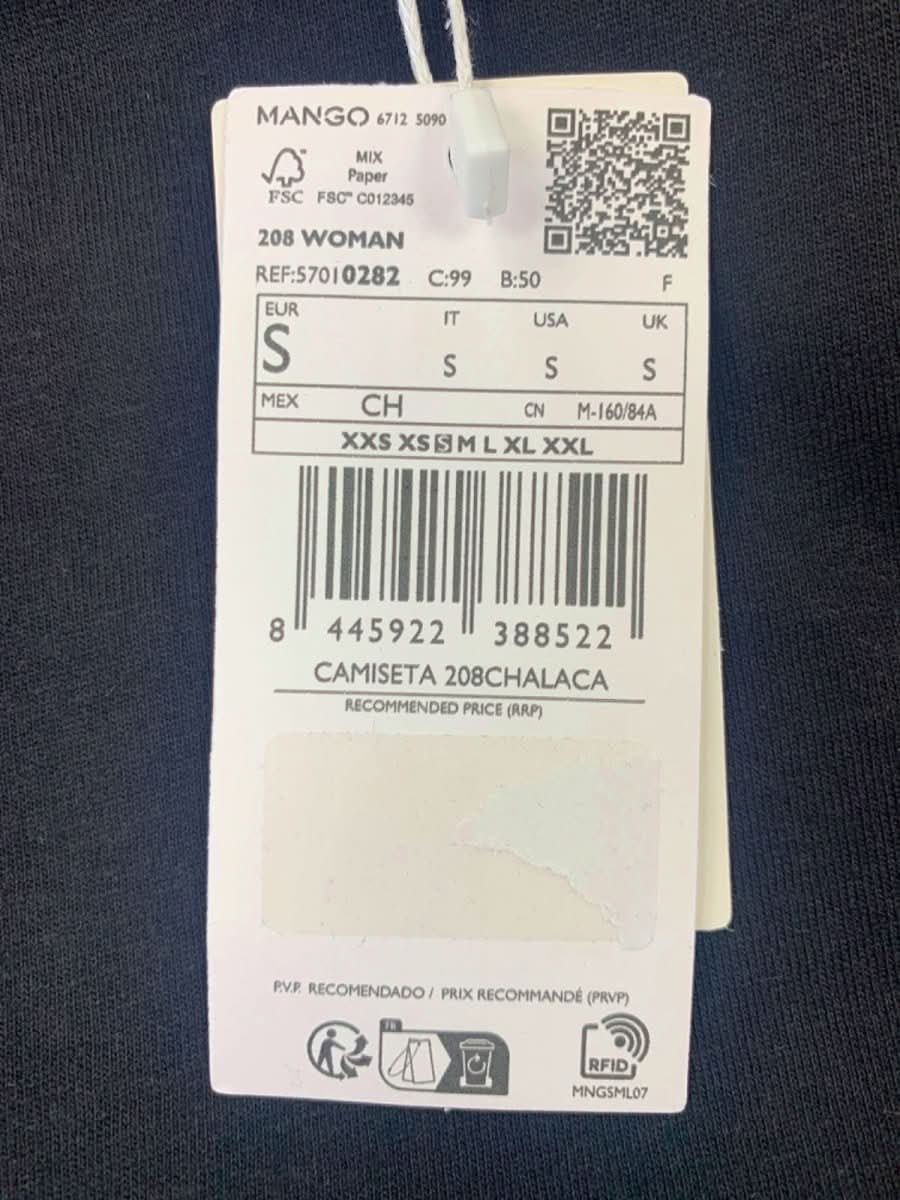 MANGO 6712 5090
MIX
Paper
FSC FSC™ C012345
208 WOMAN
REF:57010282 C:99 B:50 F
EUR IT USA UK
S S S S
MEX CH CN M-160/84A
XXS XS S M L XL XXL
8 445922 388522
CAMISETA 208CHALACA
RECOMMENDED PRICE (RRP)
P.V.P. RECOMENDADO / PRIX RECOMMANDÉ (PRVP)
FR
RFID
MNGSML07